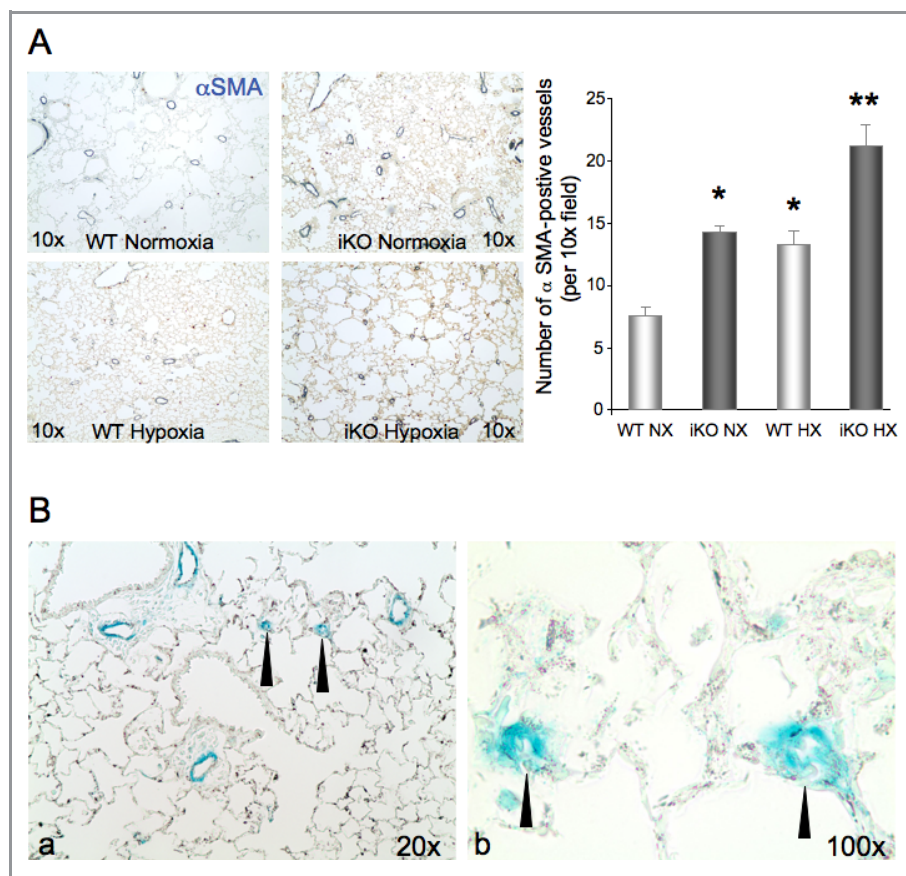 A
αSMA
10x WT Normoxia
iKO Normoxia 10x
10x WT Hypoxia
iKO Hypoxia 10x
Number of α SMA-postive vessels
(per 10x field)
25
20
15
10
5
0
*
*
**
WT NX iKO NX WT HX iKO HX
B
a 20x
b 100x